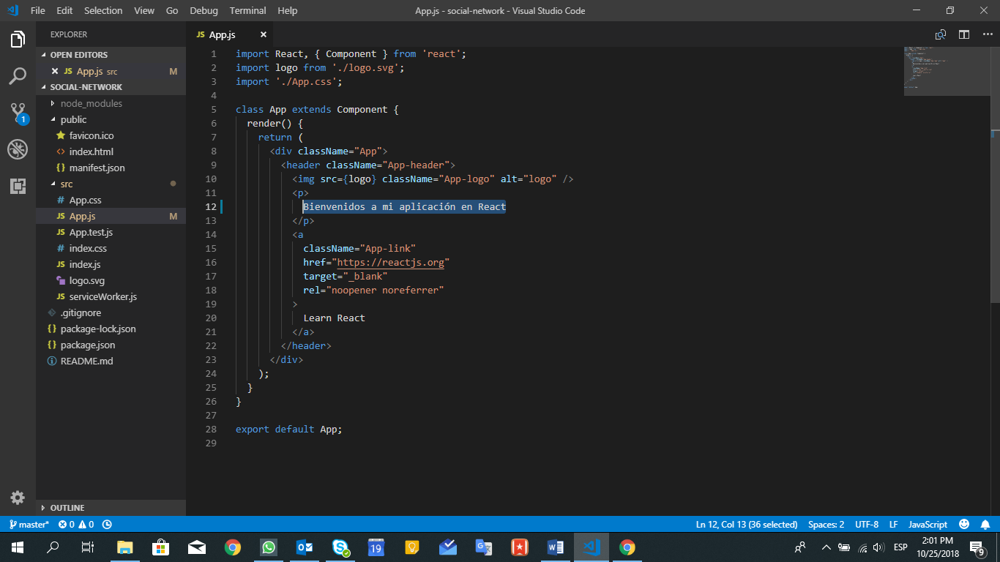 File Edit Selection View Go Debug Terminal Help
App.js - social-network - Visual Studio Code
EXPLORER
OPEN EDITORS
JS App.js src M
SOCIAL-NETWORK
node_modules
public
favicon.ico
<> index.html
{} manifest.json
src
# App.css
JS App.js M
JS App.test.js
# index.css
JS index.js
logo.svg
JS serviceWorker.js
.gitignore
{} package-lock.json
{} package.json
README.md
OUTLINE
1
JS App.js
1 import React, { Component } from 'react';
2 import logo from './logo.svg';
3 import './App.css';
4
5 class App extends Component {
6 render() {
7 return (
8 <div className="App">
9 <header className="App-header">
10 <img src={logo} className="App-logo" alt="logo" />
11 <p>
12 Bienvenidos a mi aplicación en React
13 </p>
14 <a
15 className="App-link"
16 href="https://reactjs.org"
17 target="_blank"
18 rel="noopener noreferrer"
19 >
20 Learn React
21 </a>
22 </header>
23 </div>
24 );
25 }
26 }
27
28 export default App;
29
master* 0 0 Ln 12, Col 13 (36 selected) Spaces: 2 UTF-8 LF JavaScript
19 ESP 2:01 PM
10/25/2018 9